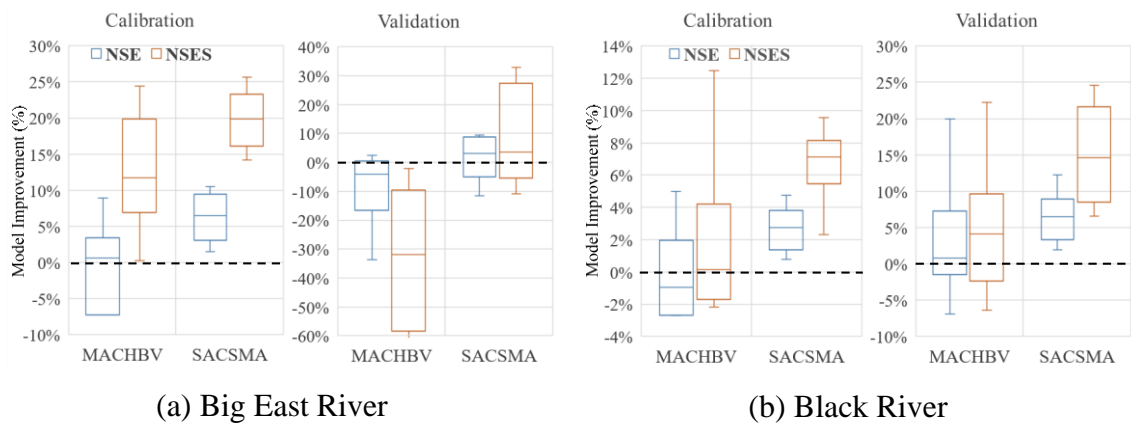 Calibration
Validation
Calibration
Validation
Model Improvement (%)
30%
25%
20%
15%
10%
5%
0%
-5%
-10%
NSE NSES
MACHBV SACSMA
40%
30%
20%
10%
0%
-10%
-20%
-30%
-40%
-50%
-60%
MACHBV SACSMA
Model Improvement (%)
14%
12%
10%
8%
6%
4%
2%
0%
-2%
-4%
NSE NSES
MACHBV SACSMA
30%
25%
20%
15%
10%
5%
0%
-5%
-10%
MACHBV SACSMA
(a) Big East River
(b) Black River